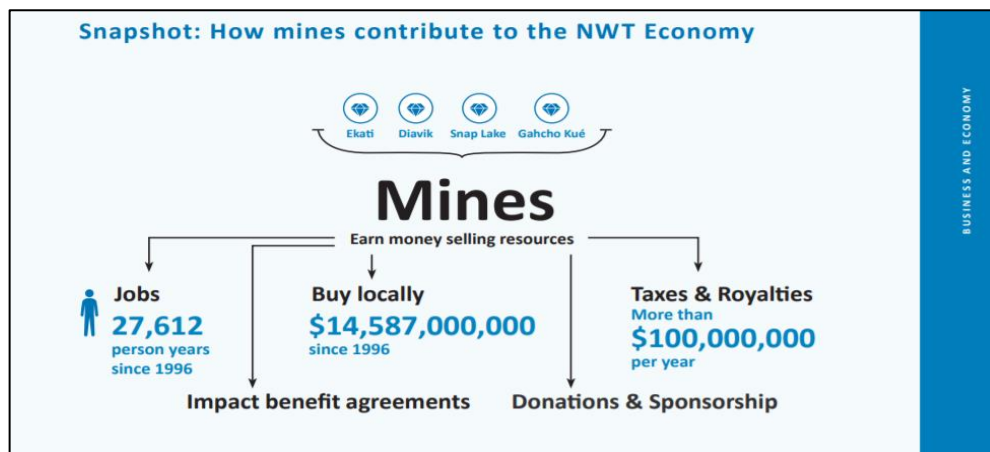 Snapshot: How mines contribute to the NWT Economy
Ekati
Diavik
Snap Lake
Gahcho Kué
Mines
Earn money selling resources
Jobs
27,612
person years
since 1996
Buy locally
$14,587,000,000
since 1996
Taxes & Royalties
More than
$100,000,000
per year
Impact benefit agreements
Donations & Sponsorship
BUSINESS AND ECONOMY